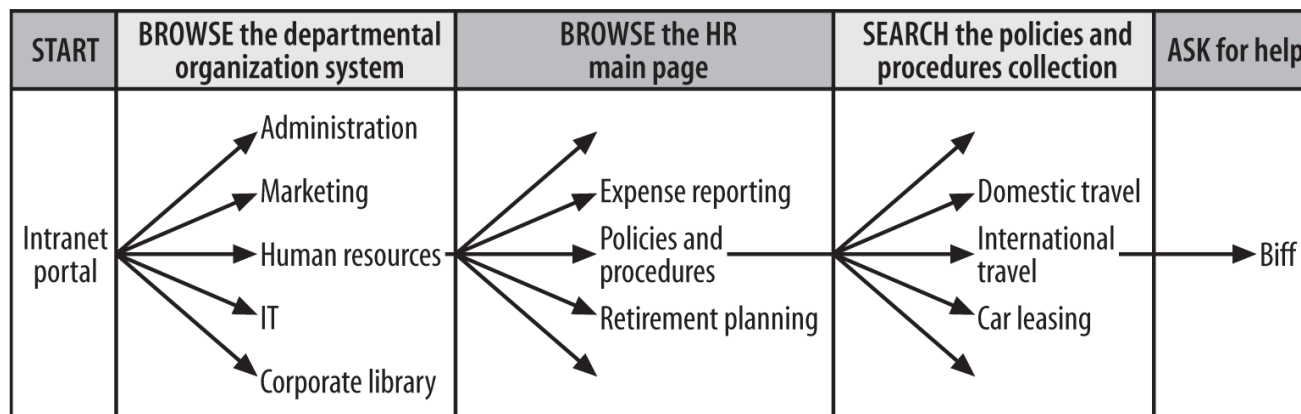 START
BROWSE the departmental
organization system
BROWSE the HR
main page
SEARCH the policies and
procedures collection
ASK for help
Intranet
portal
Administration
Marketing
Human resources
IT
Corporate library
Expense reporting
Policies and
procedures
Retirement planning
Domestic travel
International
travel
Car leasing
Biff